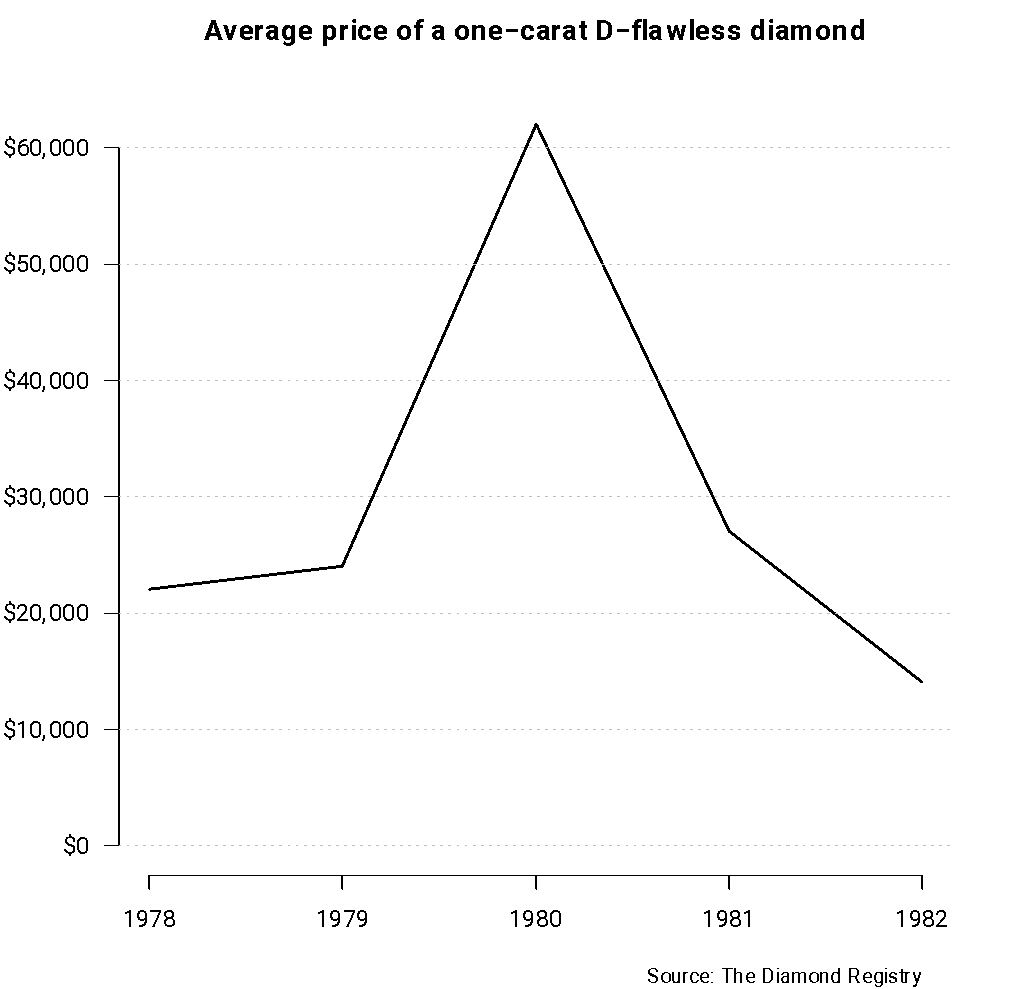 Average price of a one−carat D−flawless diamond
$60,000
$50,000
$40,000
$30,000
$20,000
$10,000
$0
1978 1979 1980 1981 1982
Source: The Diamond Registry